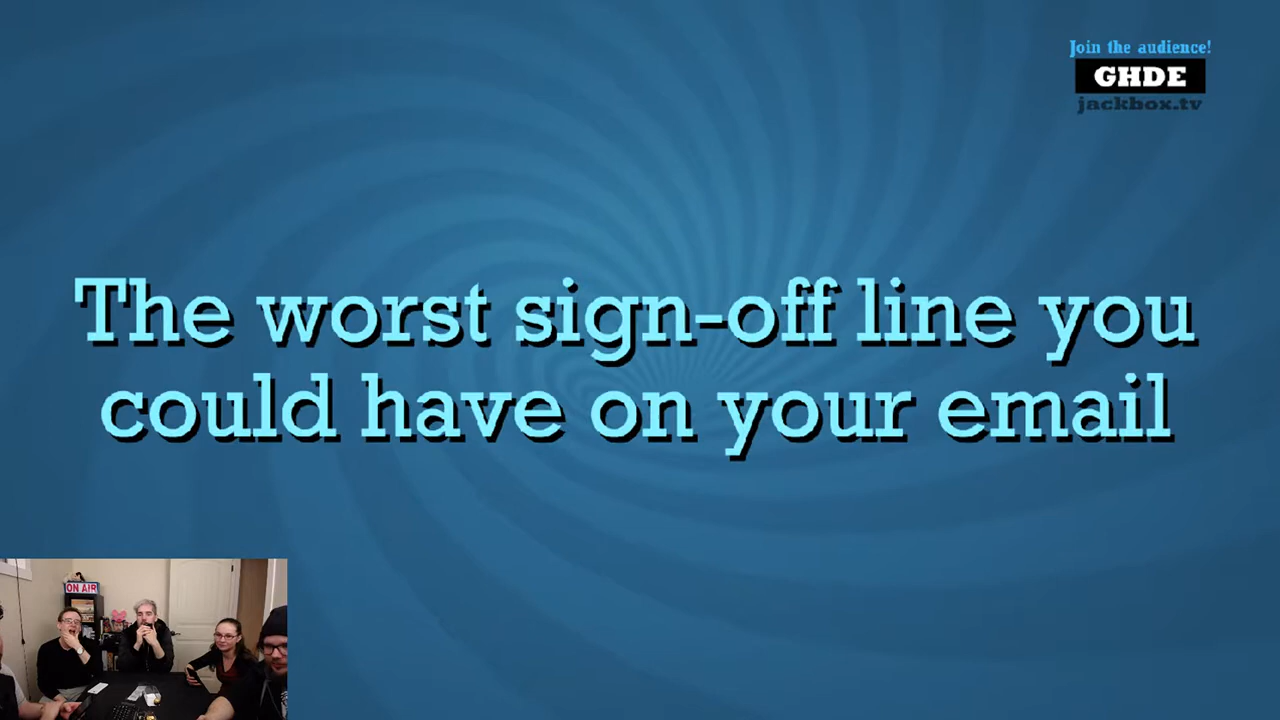 Join the audience!
GHDE
jackbox.tv
The worst sign-off line you
could have on your email
ON AIR